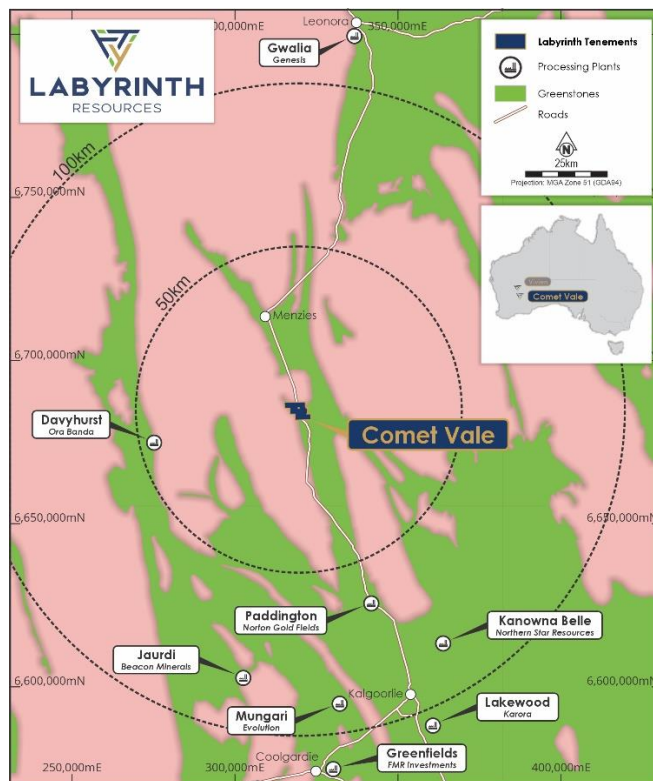 LABYRINTH
RESOURCES
300,000mE
Leonora
350,000mE
Gwalia
Genesis
Labyrinth Tenements
Processing Plants
Greenstones
Roads
N
25km
Projection: MGA Zone 51 (GDA94)
100km
6,750,000mN
50km
Comet Vale
Menzies
6,700,000mN
Davyhurst
Ora Banda
Comet Vale
6,650,000mN
6,650,000mN
Paddington
Norton Gold Fields
Kanowna Belle
Northern Star Resources
Jaurdi
Beacon Minerals
6,600,000mN
6,600,000mN
Kalgoorlie
Mungari
Evolution
Lakewood
Karora
Coolgardie
Greenfields
FMR Investments
250,000mE
300,000mE
400,000mE